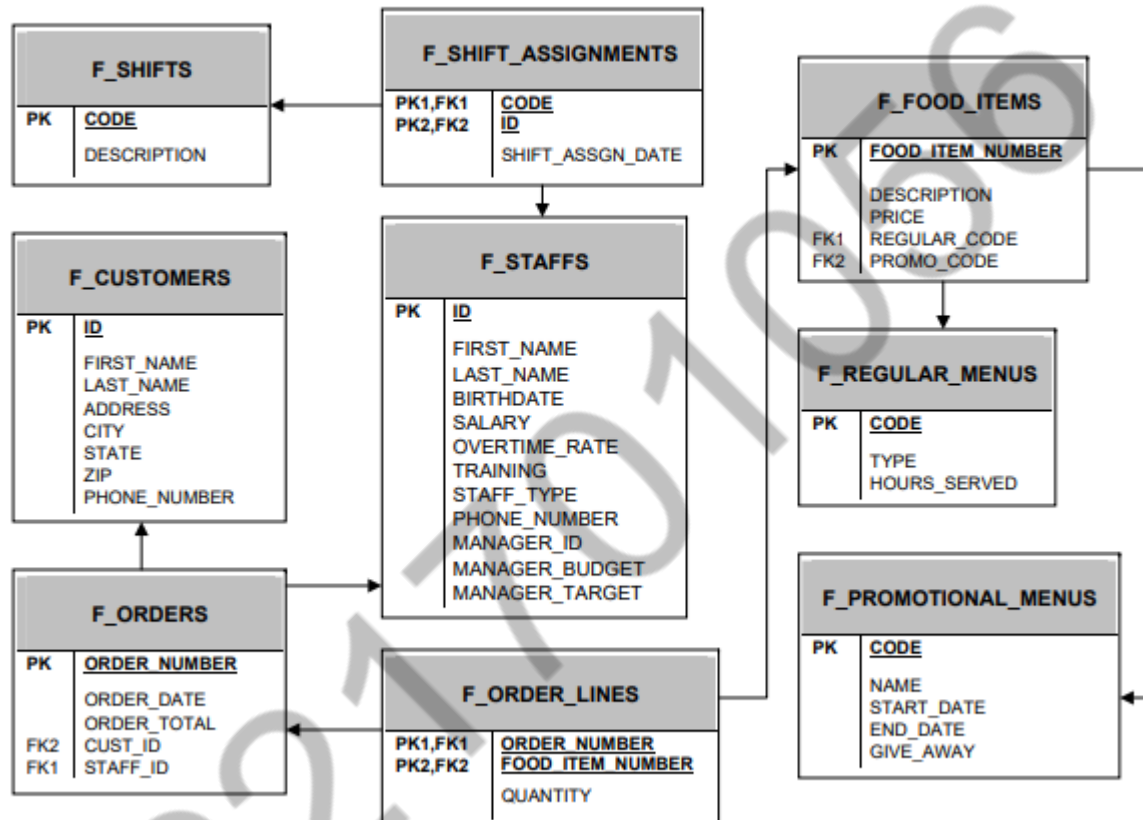 F_SHIFTS
PK CODE
DESCRIPTION
F_SHIFT_ASSIGNMENTS
PK1,FK1 CODE
PK2,FK2 ID
SHIFT_ASSGN_DATE
F_FOOD_ITEMS
PK FOOD_ITEM_NUMBER
DESCRIPTION
PRICE
FK1 REGULAR_CODE
FK2 PROMO_CODE
F_CUSTOMERS
PK ID
FIRST_NAME
LAST_NAME
ADDRESS
CITY
STATE
ZIP
PHONE_NUMBER
F_STAFFS
PK ID
FIRST_NAME
LAST_NAME
BIRTHDATE
SALARY
OVERTIME_RATE
TRAINING
STAFF_TYPE
PHONE_NUMBER
MANAGER_ID
MANAGER_BUDGET
MANAGER_TARGET
F_REGULAR_MENUS
PK CODE
TYPE
HOURS_SERVED
F_ORDERS
PK ORDER_NUMBER
ORDER_DATE
ORDER_TOTAL
FK2 CUST_ID
FK1 STAFF_ID
F_ORDER_LINES
PK1,FK1 ORDER_NUMBER
PK2,FK2 FOOD_ITEM_NUMBER
QUANTITY
F_PROMOTIONAL_MENUS
PK CODE
NAME
START_DATE
END_DATE
GIVE_AWAY
2170101056